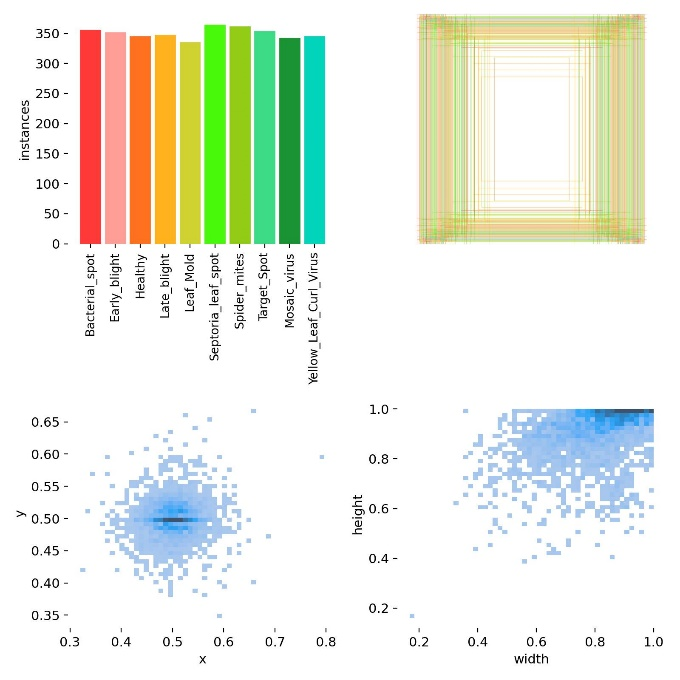 350
300
250
200
150
100
50
0
instances
Bacterial_spot
Early_blight
Healthy
Late_blight
Leaf_Mold
Septoria_leaf_spot
Spider_mites
Target_Spot
Mosaic_virus
Yellow_Leaf_Curl_Virus
0.65
0.60
0.55
0.50
0.45
0.40
0.35
y
0.3 0.4 0.5 0.6 0.7 0.8
x
1.0
0.8
0.6
0.4
0.2
height
0.2 0.4 0.6 0.8 1.0
width